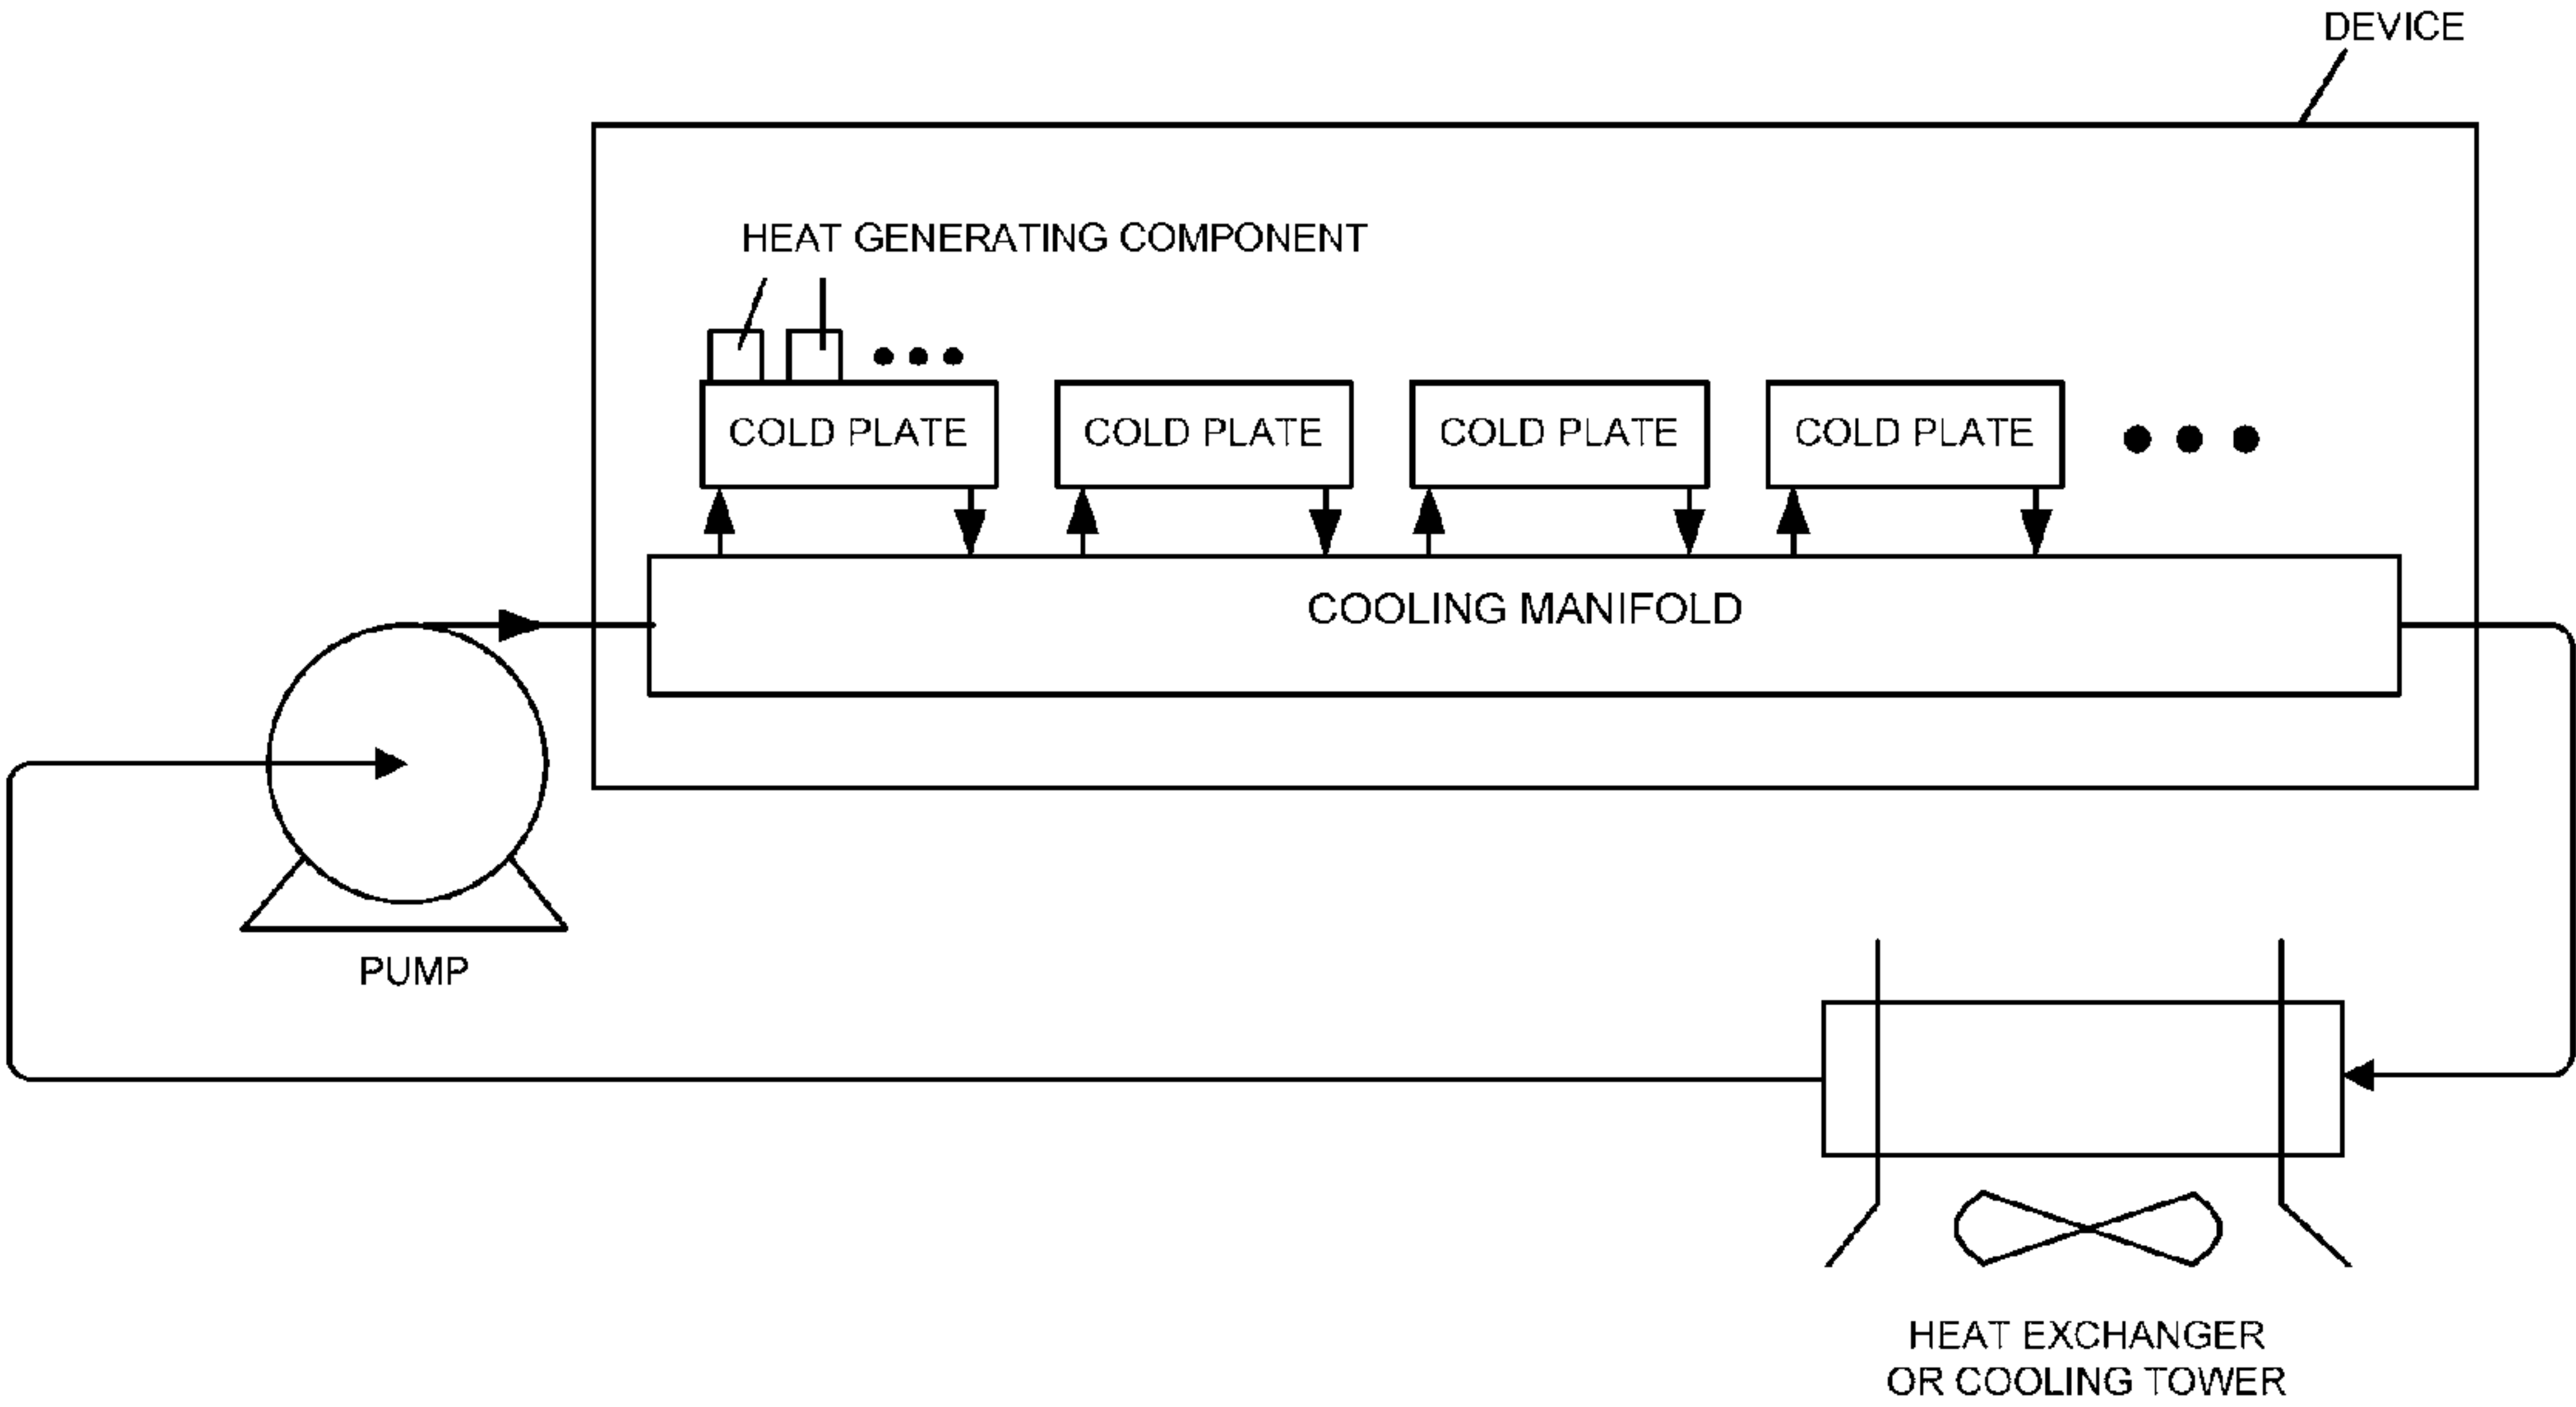 DEVICE
HEAT GENERATING COMPONENT
COLD PLATE
COLD PLATE
COLD PLATE
COLD PLATE
COOLING MANIFOLD
PUMP
HEAT EXCHANGER
OR COOLING TOWER